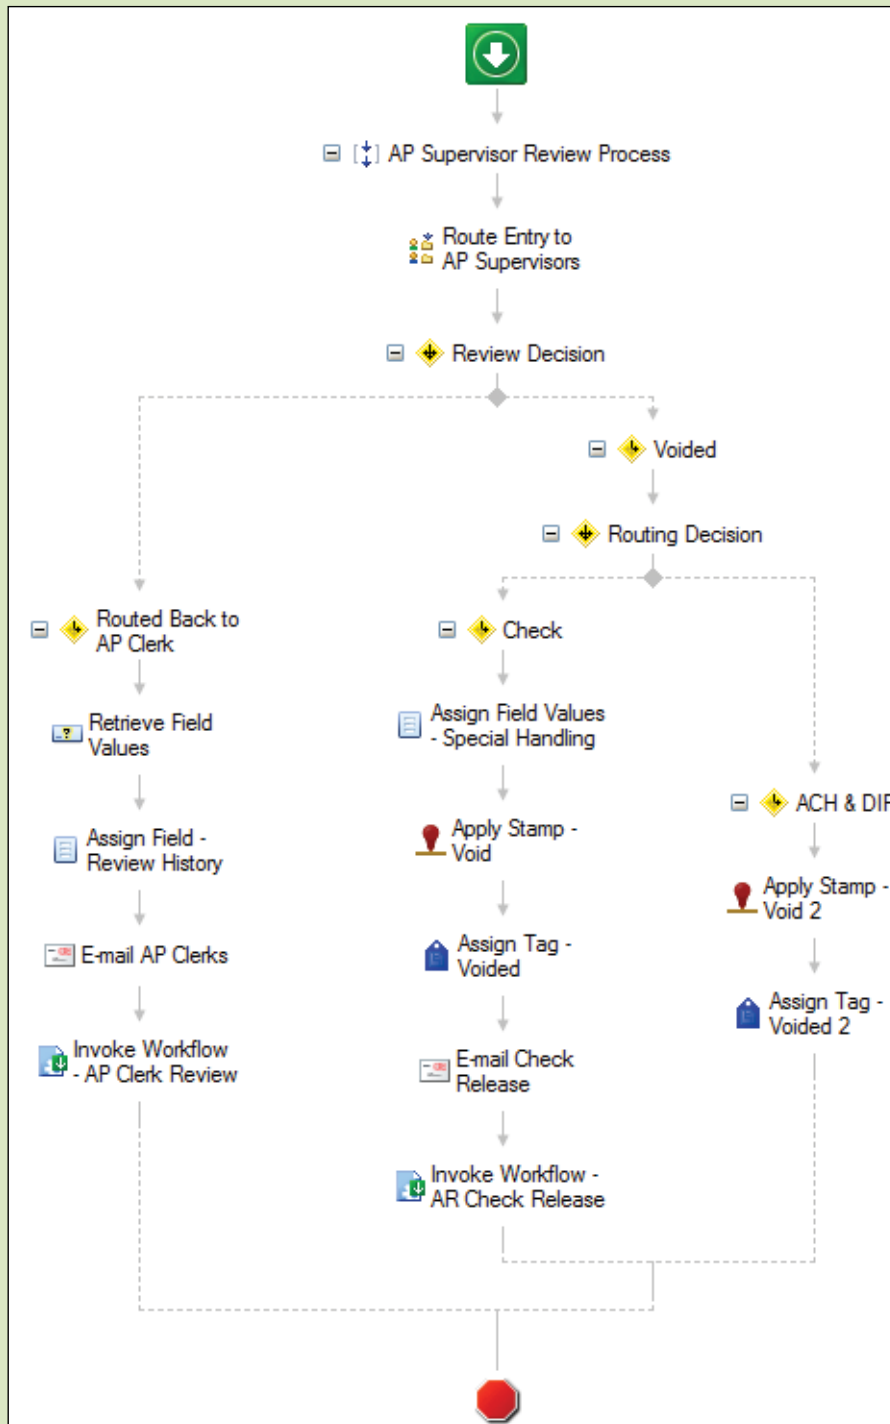 AP Supervisor Review Process
Route Entry to
AP Supervisors
Review Decision
Voided
Routing Decision
Routed Back to
AP Clerk
Retrieve Field
Values
Assign Field -
Review History
E-mail AP Clerks
Invoke Workflow
- AP Clerk Review
Check
Assign Field Values
- Special Handling
Apply Stamp -
Void
Assign Tag -
Voided
E-mail Check
Release
Invoke Workflow -
AR Check Release
ACH & DIF
Apply Stamp -
Void 2
Assign Tag -
Voided 2